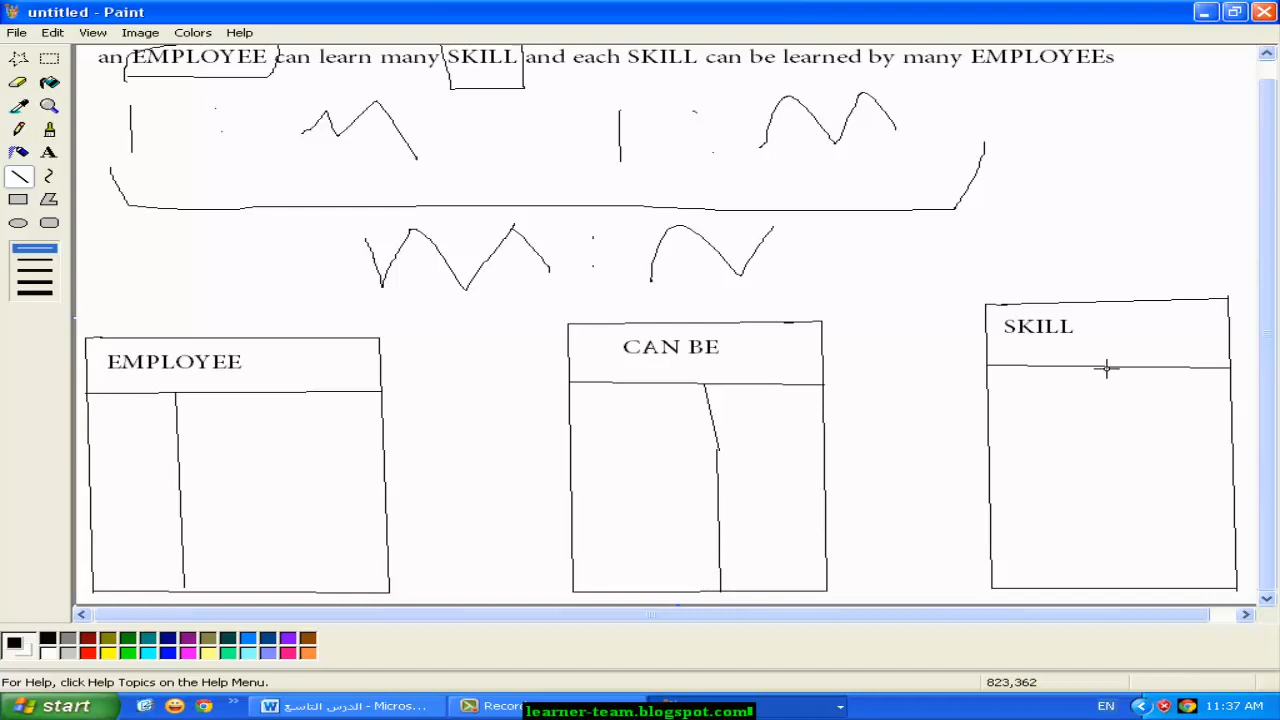 untitled - Paint
File Edit View Image Colors Help
an EMPLOYEE can learn many SKILL and each SKILL can be learned by many EMPLOYEEs
EMPLOYEE
CAN BE
SKILL
For Help, click Help Topics on the Help Menu.
823,362
start
الدرس التاسع - Micros...
Recor
EN
11:37 AM
learner-team.blogspot.com